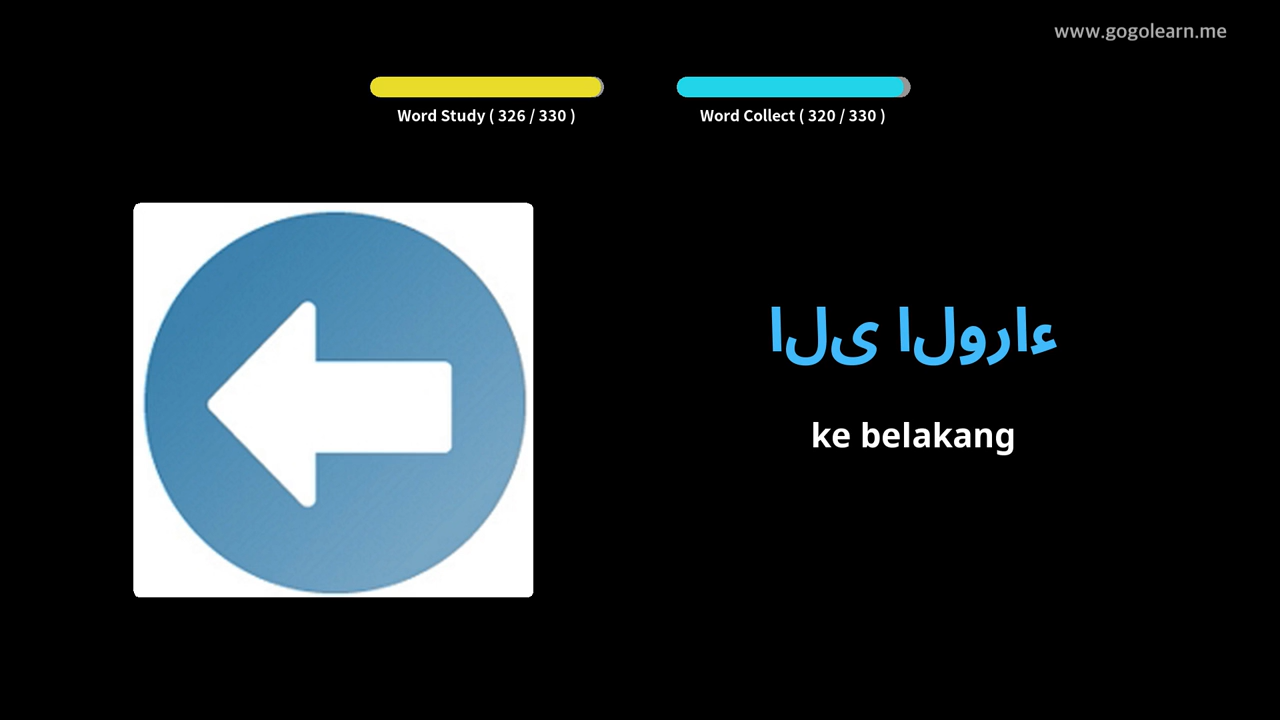 www.gogolearn.me
Word Study ( 326 / 330 )
Word Collect ( 320 / 330 )
الى الوراء
ke belakang